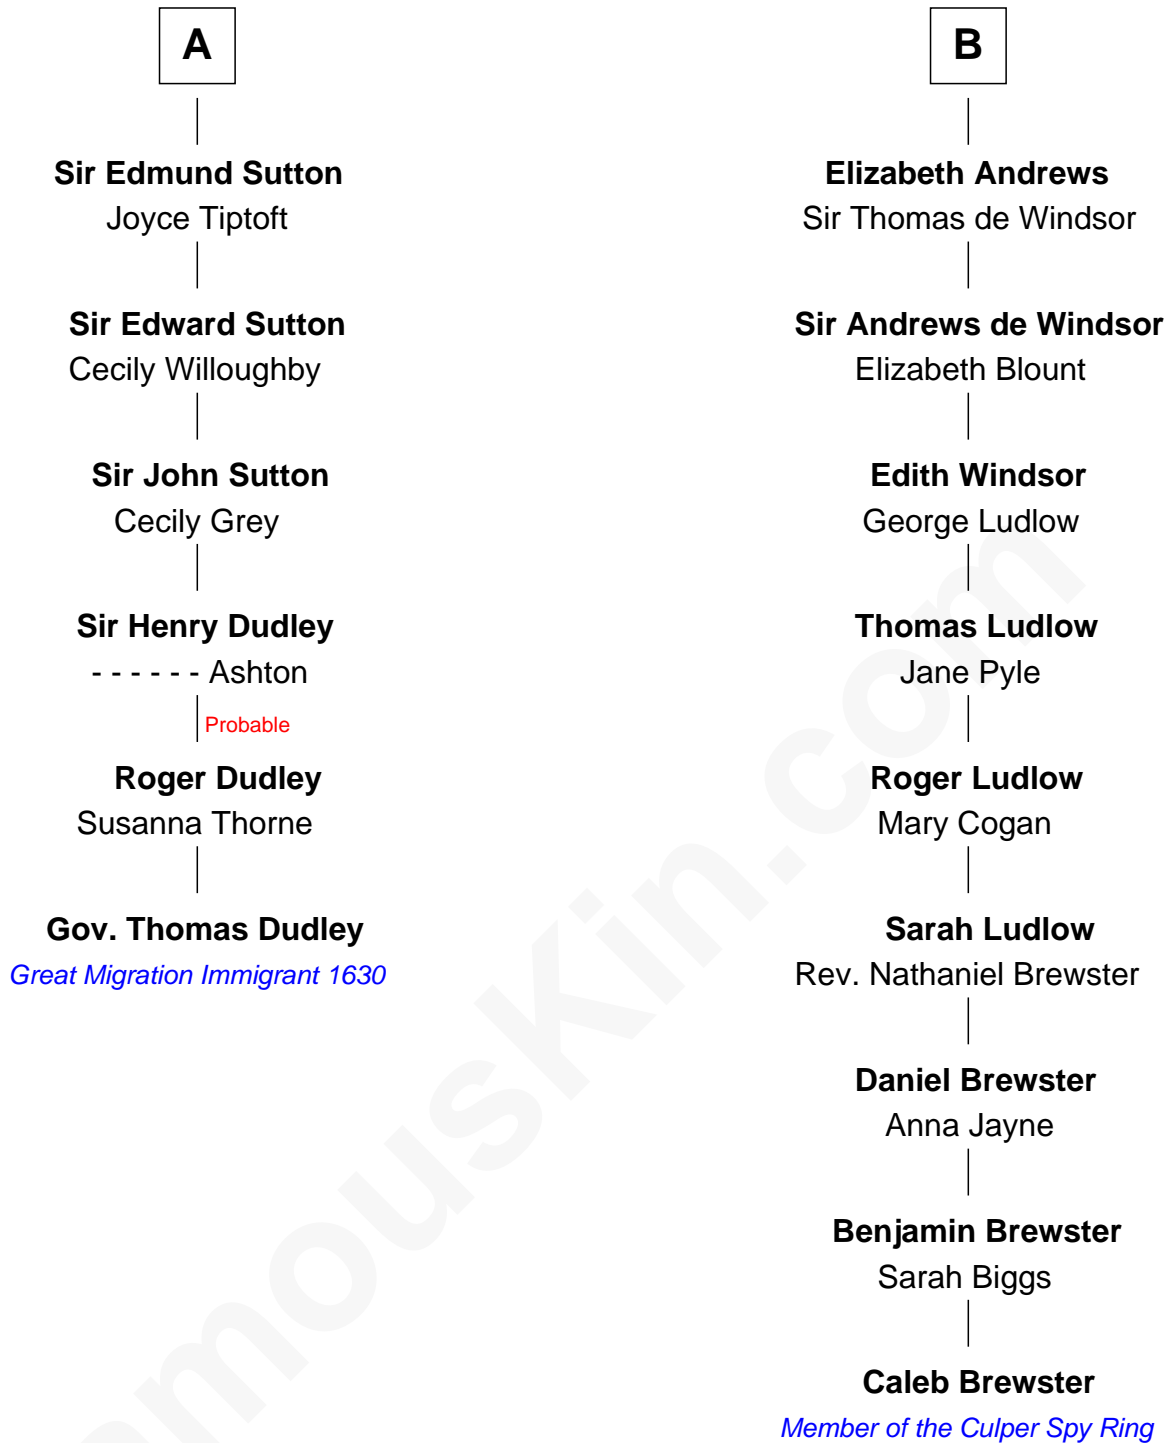 A
Sir Edmund Sutton
Joyce Tiptoft
Sir Edward Sutton
Cecily Willoughby
Sir John Sutton
Cecily Grey
Sir Henry Dudley
- - - - - - Ashton
Probable
Roger Dudley
Susanna Thorne
Gov. Thomas Dudley
Great Migration Immigrant 1630
B
Elizabeth Andrews
Sir Thomas de Windsor
Sir Andrews de Windsor
Elizabeth Blount
Edith Windsor
George Ludlow
Thomas Ludlow
Jane Pyle
Roger Ludlow
Mary Cogan
Sarah Ludlow
Rev. Nathaniel Brewster
Daniel Brewster
Anna Jayne
Benjamin Brewster
Sarah Biggs
Caleb Brewster
Member of the Culper Spy Ring
amouskin.com